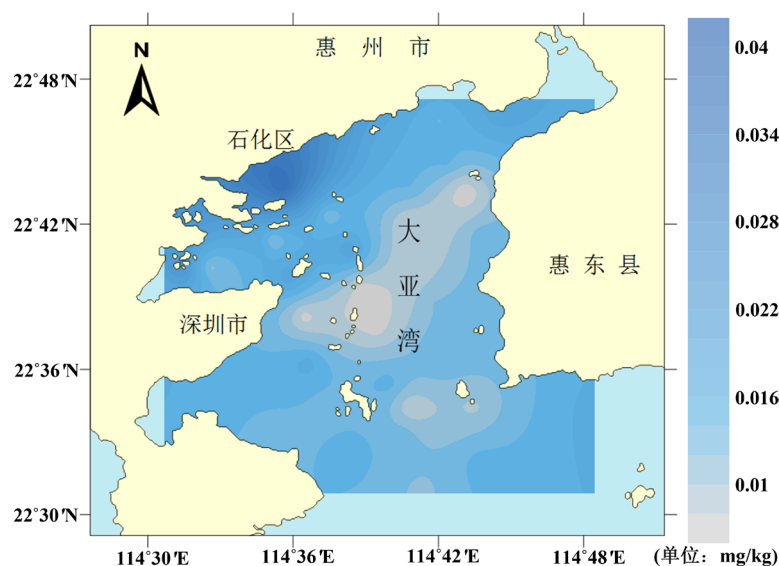 N
惠州市
22°48′N
0.04
石化区
0.034
22°42′N
大亚湾
0.028
惠东县
深圳市
0.022
22°36′N
0.016
0.01
22°30′N
114°30′E
114°36′E
114°42′E
114°48′E
(单位：mg/kg)